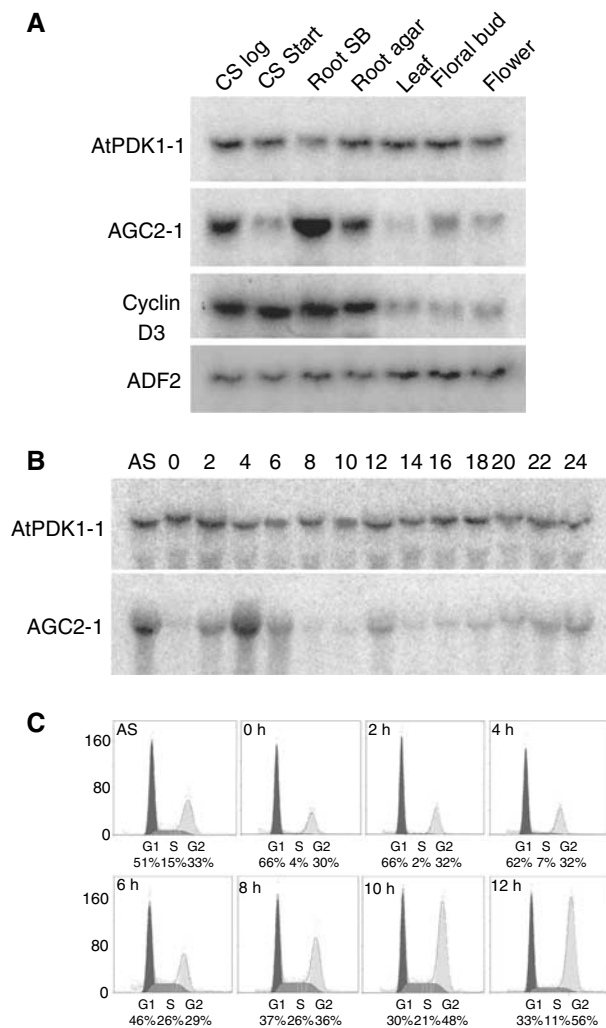 A
CS log CS Start Root SB Root agar Leaf Floral bud Flower
AtPDK1-1
AGC2-1
Cyclin
D3
ADF2
B
AS 0 2 4 6 8 10 12 14 16 18 20 22 24
AtPDK1-1
AGC2-1
C
AS 0 h 2 h 4 h
160
80
0
G1 S G2 G1 S G2 G1 S G2 G1 S G2
51%15%33% 66% 4% 30% 66% 2% 32% 62% 7% 32%
6 h 8 h 10 h 12 h
160
80
0
G1 S G2 G1 S G2 G1 S G2 G1 S G2
46%26%29% 37%26%36% 30%21%48% 33%11%56%